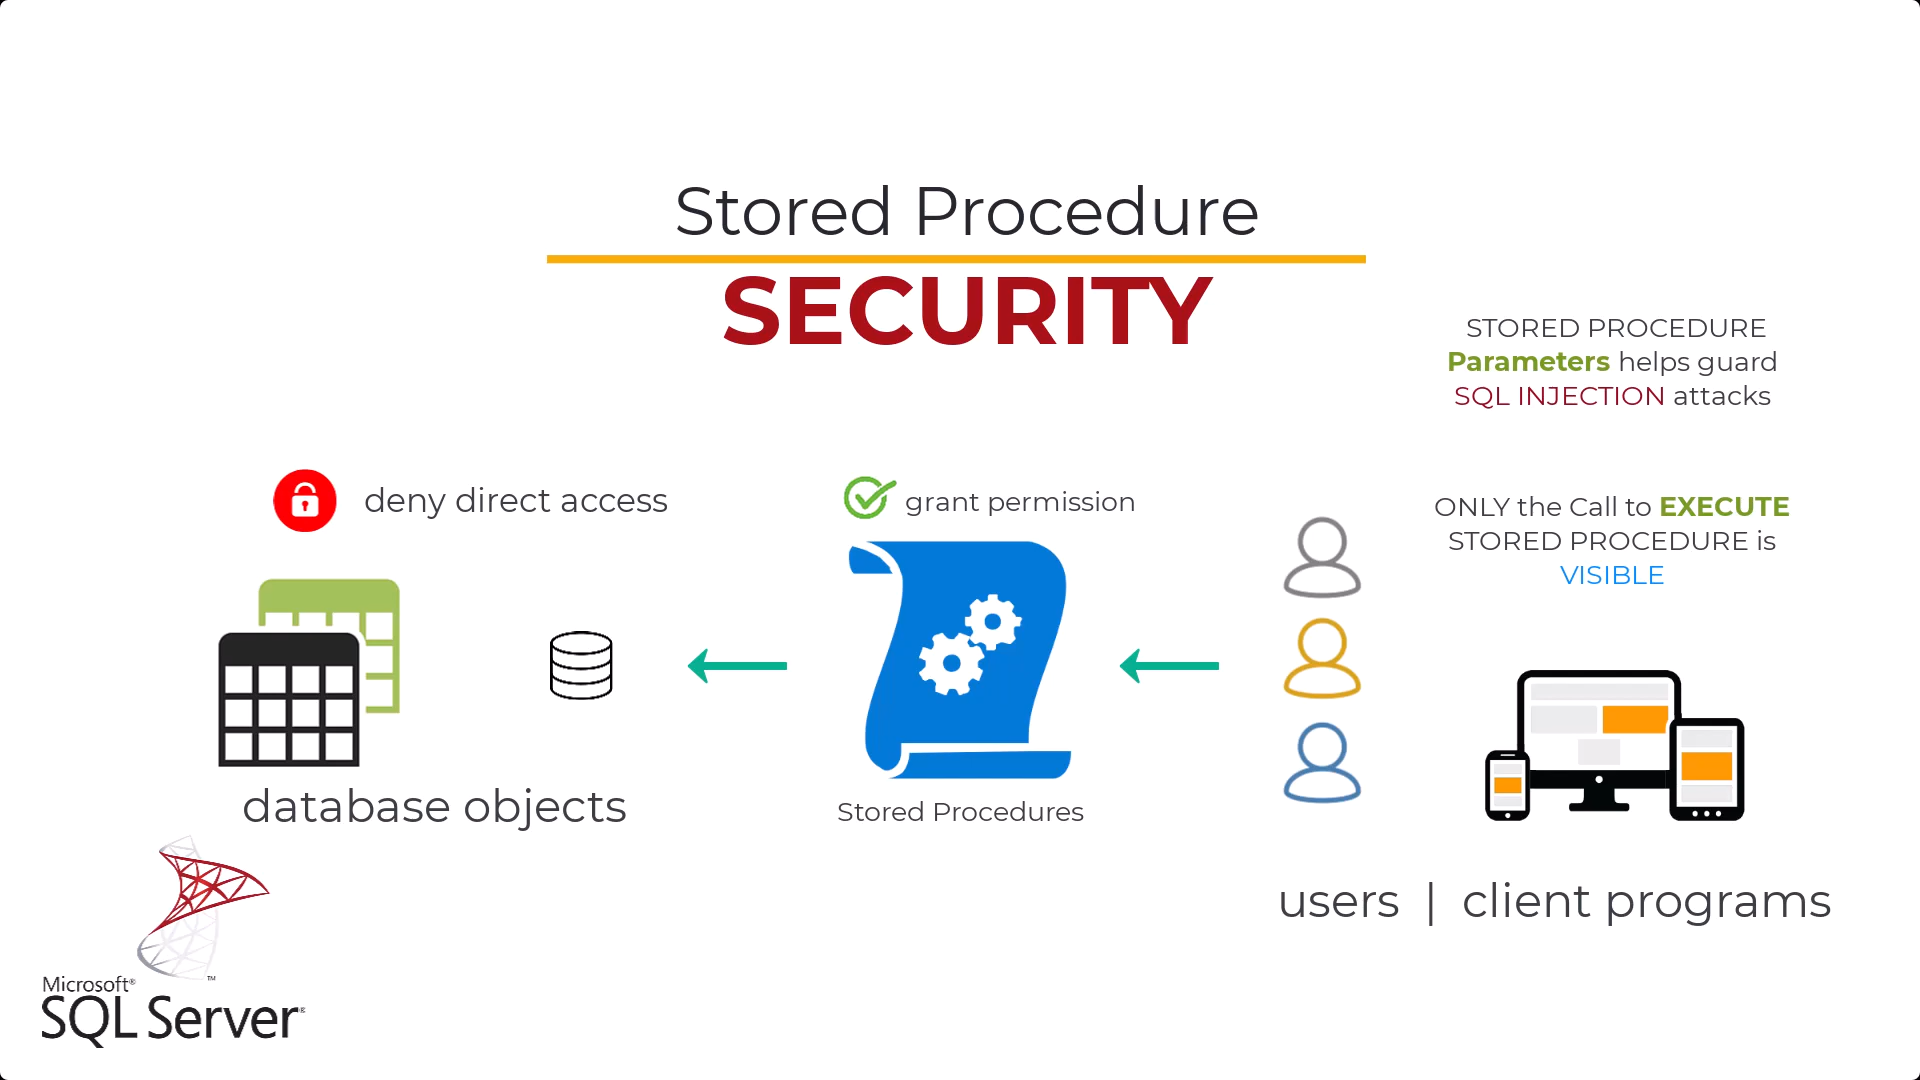 Stored Procedure
SECURITY
STORED PROCEDURE
Parameters helps guard
SQL INJECTION attacks
deny direct access
grant permission
ONLY the Call to EXECUTE
STORED PROCEDURE is
VISIBLE
database objects
Stored Procedures
users | client programs
Microsoft®
SQL Server®
™